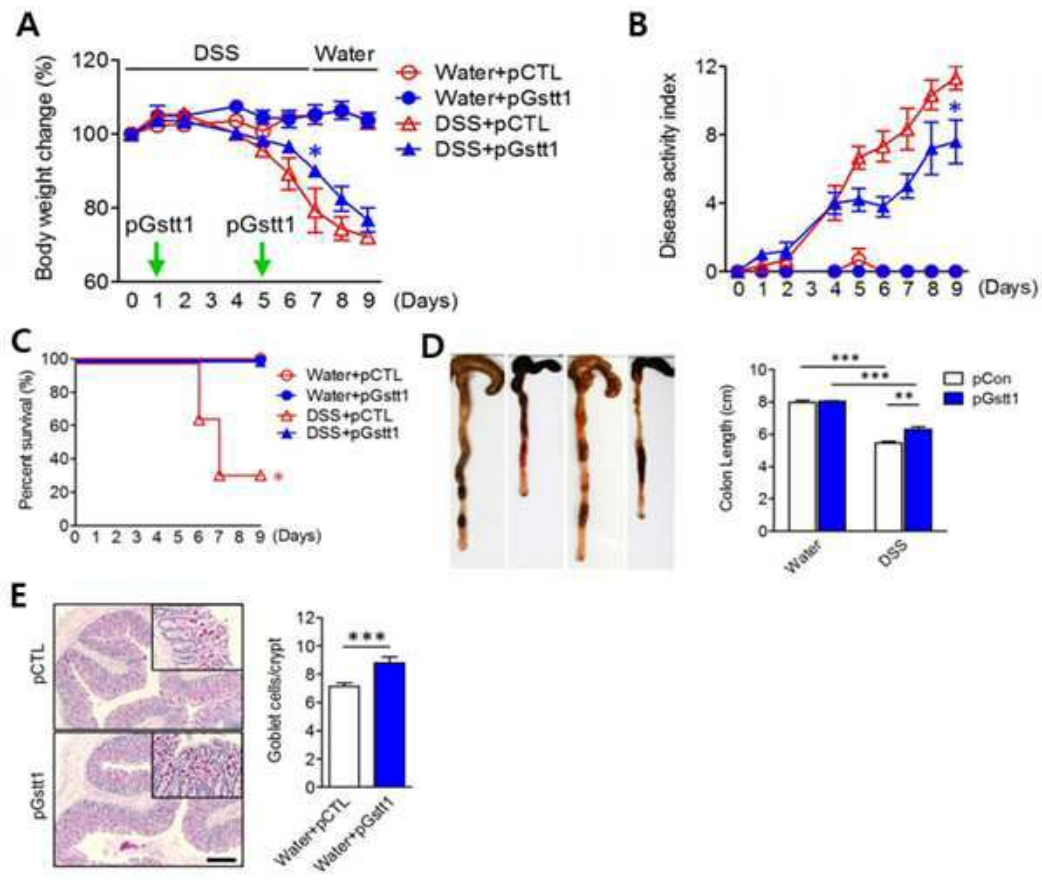 A
Body weight change (%)
120
100
80
60
DSS
Water
pGstt1
pGstt1
0 1 2 3 4 5 6 7 8 9 (Days)
*
Water+pCTL
Water+pGstt1
DSS+pCTL
DSS+pGstt1
B
Disease activity index
12
8
4
0
*
0 1 2 3 4 5 6 7 8 9 (Days)
C
Percent survival (%)
100
80
60
40
20
0
*
0 1 2 3 4 5 6 7 8 9 (Days)
Water+pCTL
Water+pGstt1
DSS+pCTL
DSS+pGstt1
D
Colon Length (cm)
10
8
6
4
2
0
***
***
**
pCon
pGstt1
Water
DSS
E
pCTL
pGstt1
Goblet cells/crypt
12
10
8
6
4
2
0
***
Water+pCTL
Water+pGstt1